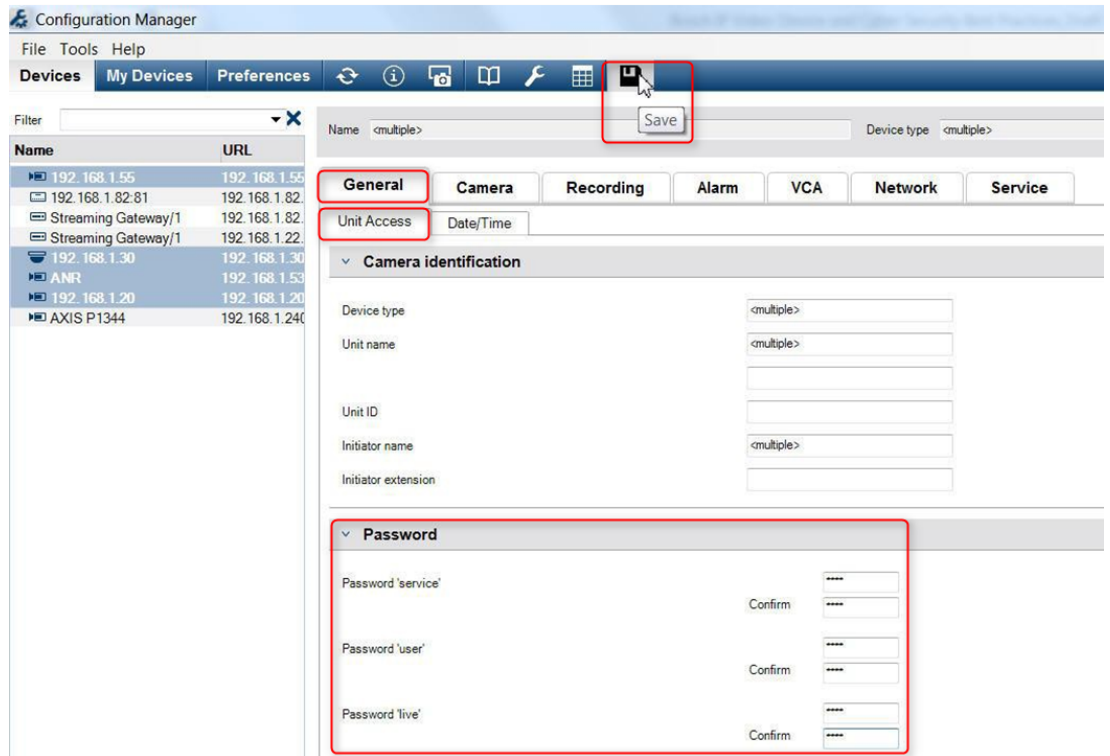 Configuration Manager
File Tools Help
Devices My Devices Preferences
Save
Filter
Name <multiple> Device type <multiple>
Name URL
192.168.1.55 192.168.1.55
192.168.1.82:81 192.168.1.82.
Streaming Gateway/1 192.168.1.82.
Streaming Gateway/1 192.168.1.22.
192.168.1.30 192.168.1.30
ANR 192.168.1.53
192.168.1.20 192.168.1.20
AXIS P1344 192.168.1.240
General Camera Recording Alarm VCA Network Service
Unit Access Date/Time
Camera identification
Device type <multiple>
Unit name <multiple>
Unit ID
Initiator name <multiple>
Initiator extension
Password
Password 'service' ****
Confirm ****
Password 'user' ****
Confirm ****
Password 'live' ****
Confirm ****